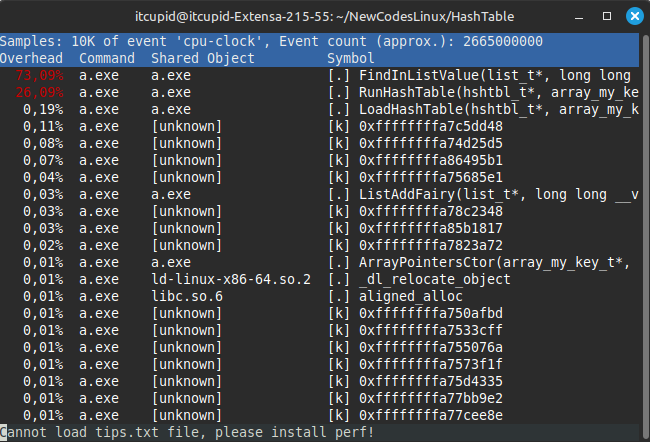 itcupid@itcupid-Extensa-215-55: ~/NewCodesLinux/HashTable
Samples: 10K of event 'cpu-clock', Event count (approx.): 2665000000
Overhead  Command  Shared Object         Symbol
73,09%  a.exe    a.exe                 [.] FindInListValue(list_t*, long long
26,09%  a.exe    a.exe                 [.] RunHashTable(hshtbl_t*, array_my_ke
0,19%  a.exe    a.exe                 [.] LoadHashTable(hshtbl_t*, array_my_k
0,11%  a.exe    [unknown]             [k] 0xffffffffa7c5dd48
0,08%  a.exe    [unknown]             [k] 0xffffffffa74d25d5
0,07%  a.exe    [unknown]             [k] 0xffffffffa86495b1
0,04%  a.exe    [unknown]             [k] 0xffffffffa75685e1
0,03%  a.exe    a.exe                 [.] ListAddFairy(list_t*, long long __v
0,03%  a.exe    [unknown]             [k] 0xffffffffa78c2348
0,03%  a.exe    [unknown]             [k] 0xffffffffa85b1817
0,02%  a.exe    [unknown]             [k] 0xffffffffa7823a72
0,01%  a.exe    a.exe                 [.] ArrayPointersCtor(array_my_key_t*,
0,01%  a.exe    ld-linux-x86-64.so.2  [.] _dl_relocate_object
0,01%  a.exe    libc.so.6             [.] aligned_alloc
0,01%  a.exe    [unknown]             [k] 0xffffffffa750afbd
0,01%  a.exe    [unknown]             [k] 0xffffffffa7533cff
0,01%  a.exe    [unknown]             [k] 0xffffffffa755076a
0,01%  a.exe    [unknown]             [k] 0xffffffffa7573f1f
0,01%  a.exe    [unknown]             [k] 0xffffffffa75d4335
0,01%  a.exe    [unknown]             [k] 0xffffffffa77bb9e2
0,01%  a.exe    [unknown]             [k] 0xffffffffa77cee8e
Cannot load tips.txt file, please install perf!